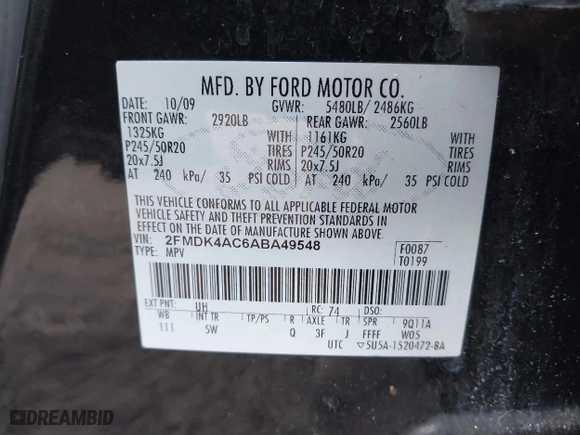 MFD. BY FORD MOTOR CO.
DATE: 10/09 GVWR: 5480LB/ 2486KG
FRONT GAWR: 2920LB REAR GAWR: 2560LB
1325KG WITH 1161KG WITH
P245/50R20 TIRES P245/50R20 TIRES
20x7.5J RIMS 20x7.5J RIMS
AT 240 kPa/ 35 PSI COLD AT 240 kPa/ 35 PSI COLD
THIS VEHICLE CONFORMS TO ALL APPLICABLE FEDERAL MOTOR
VEHICLE SAFETY AND THEFT PREVENTION STANDARDS IN
EFFECT ON THE DATE OF MANUFACTURE SHOWN ABOVE.
VIN: 2FMDK4AC6ABA49548 F0087
TYPE: MPV T0199
EXT PNT: UH RC: 74 DSO:
WB INT TR TP/PS R AXLE TR SPR 9Q11A
111 5W Q 3F J FFFF W05
UTC ▽5U5A-1520472-BA
DREAMBID